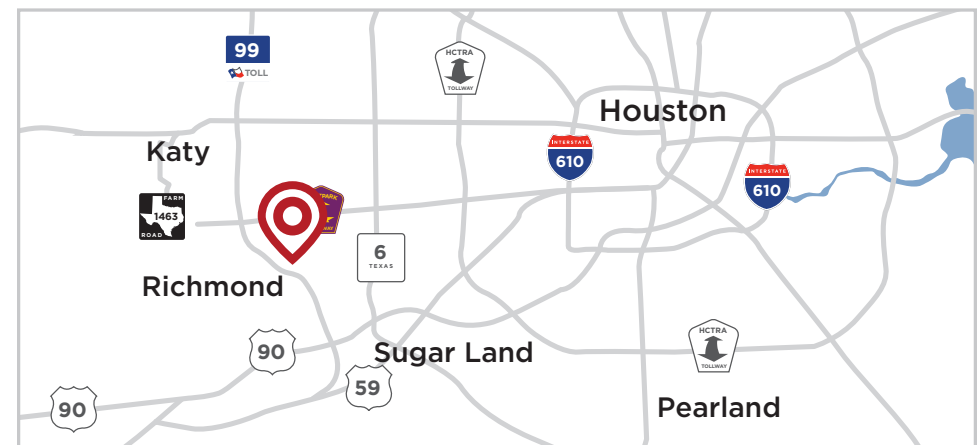 99
TOLL
HCTRA
TOLLWAY
Houston
INTERSTATE
610
Katy
INTERSTATE
610
FARM
1463
ROAD
PARK
6
TEXAS
Richmond
90
Sugar Land
HCTRA
TOLLWAY
59
90
Pearland